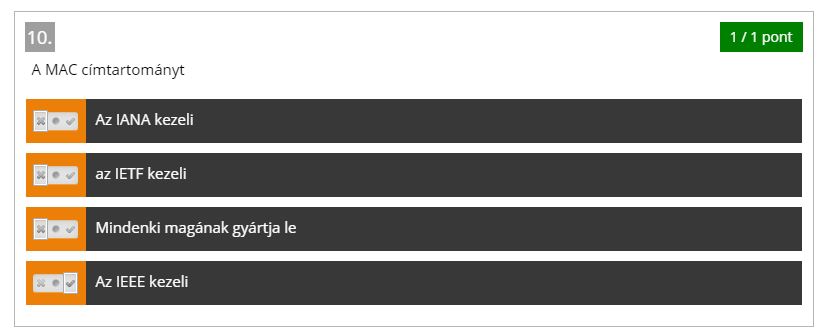 10.
1 / 1 pont
A MAC címtartományt
Az IANA kezeli
az IETF kezeli
Mindenki magának gyártja le
Az IEEE kezeli